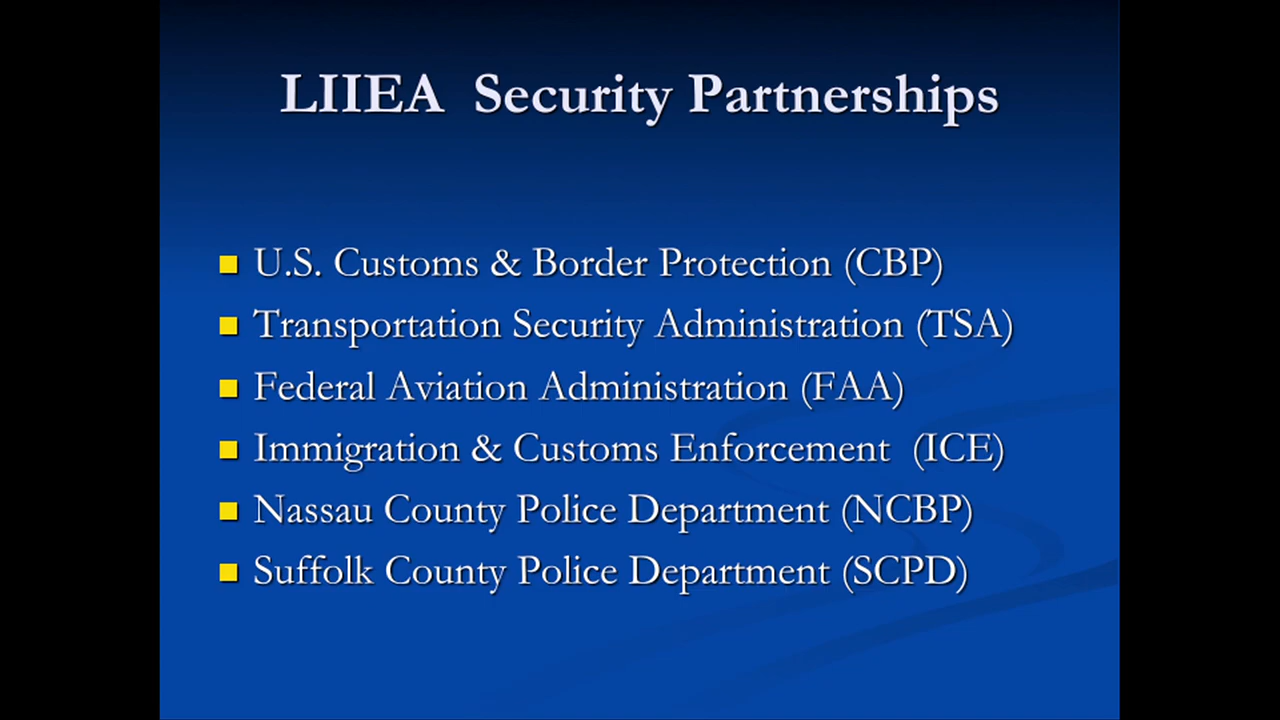 LIIEA Security Partnerships
U.S. Customs & Border Protection (CBP)
Transportation Security Administration (TSA)
Federal Aviation Administration (FAA)
Immigration & Customs Enforcement (ICE)
Nassau County Police Department (NCBP)
Suffolk County Police Department (SCPD)